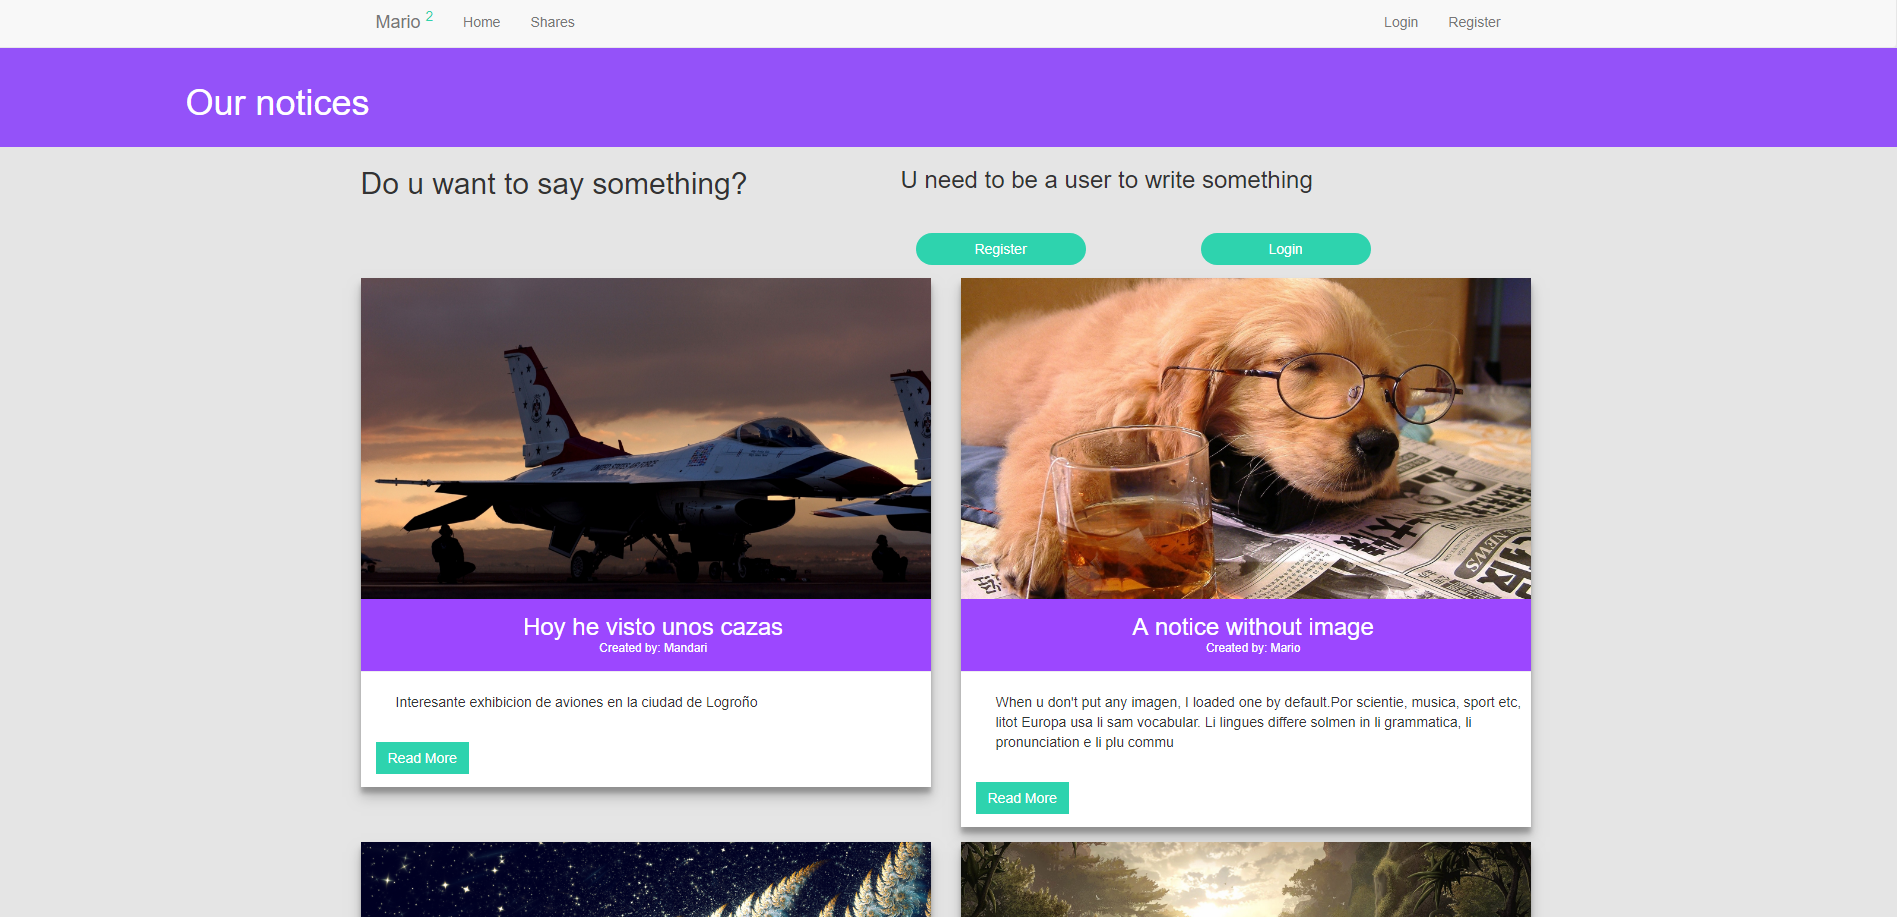 Mario 2 Home Shares Login Register
Our notices
Do u want to say something?
U need to be a user to write something
Register Login
NEWS
Hoy he visto unos cazas
Created by: Mandari
Interesante exhibicion de aviones en la ciudad de Logroño
Read More
A notice without image
Created by: Mario
When u don't put any imagen, I loaded one by default.Por scientie, musica, sport etc,
litot Europa usa li sam vocabular. Li lingues differe solmen in li grammatica, li
pronunciation e li plu commu
Read More